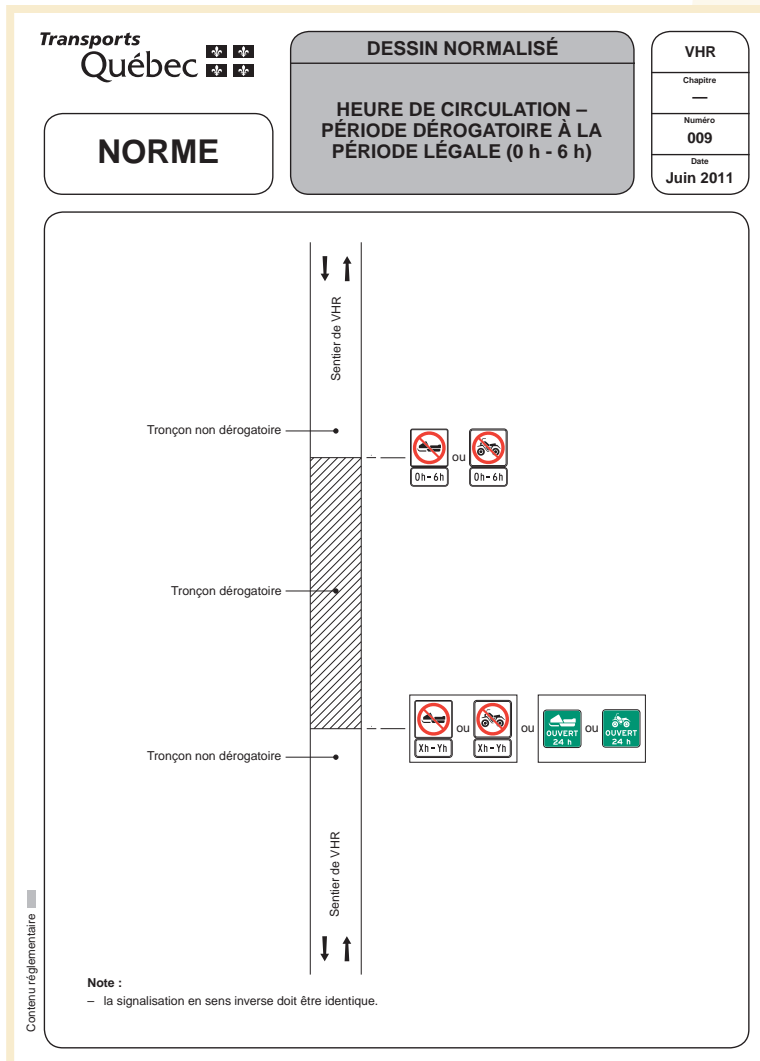 Transports
Québec
NORME
DESSIN NORMALISÉ
HEURE DE CIRCULATION –
PÉRIODE DÉROGATOIRE À LA
PÉRIODE LÉGALE (0 h - 6 h)
VHR
Chapitre
—
Numéro
009
Date
Juin 2011
Sentier de VHR
Tronçon non dérogatoire
ou
0h-6h 0h-6h
Tronçon dérogatoire
ou ou ou
OUVERT 24 h OUVERT 24 h
Xh-Yh Xh-Yh
Tronçon non dérogatoire
Sentier de VHR
Contenu réglementaire
Note :
– la signalisation en sens inverse doit être identique.